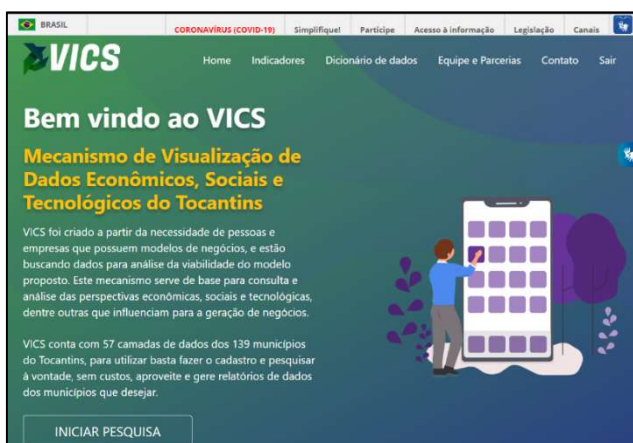 BRASIL
CORONAVÍRUS (COVID-19) Simplifique! Participe Acesso à informação Legislação Canais
VICS
Home Indicadores Dicionário de dados Equipe e Parcerias Contato Sair
Bem vindo ao VICS
Mecanismo de Visualização de
Dados Econômicos, Sociais e
Tecnológicos do Tocantins
VICS foi criado a partir da necessidade de pessoas e
empresas que possuem modelos de negócios, e estão
buscando dados para análise da viabilidade do modelo
proposto. Este mecanismo serve de base para consulta e
análise das perspectivas econômicas, sociais e tecnológicas,
dentre outras que influenciam para a geração de negócios.
VICS conta com 57 camadas de dados dos 139 municípios
do Tocantins, para utilizar basta fazer o cadastro e pesquisar
à vontade, sem custos, aproveite e gere relatórios de dados
dos municípios que desejar.
INICIAR PESQUISA